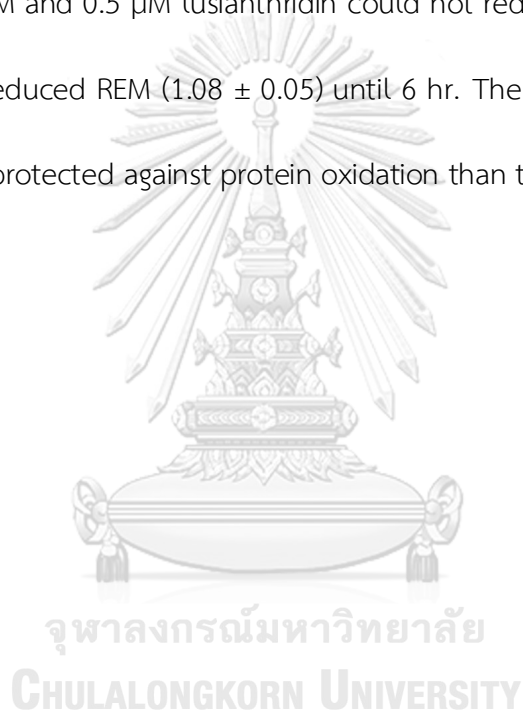 M and 0.5 μM lusianthridin could not red
educed REM (1.08 ± 0.05) until 6 hr. The
protected against protein oxidation than t
จุฬาลงกรณ์มหาวิทยาลัย
CHULALONGKORN UNIVERSITY